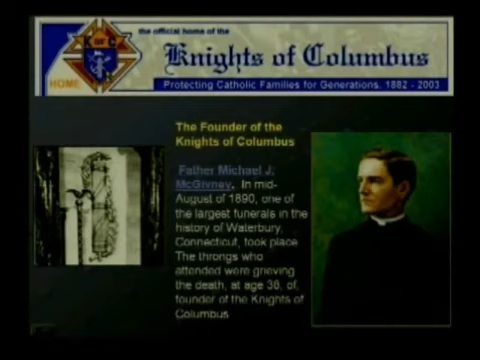 the official home of the
Knights of Columbus
K OF C
HOME
Protecting Catholic Families for Generations. 1882 - 2003
The Founder of the
Knights of Columbus
Father Michael J.
McGivney. In mid-
August of 1890, one of
the largest funerals in the
history of Waterbury,
Connecticut, took place.
The throngs who
attended were grieving
the death, at age 38, of,
founder of the Knights of
Columbus